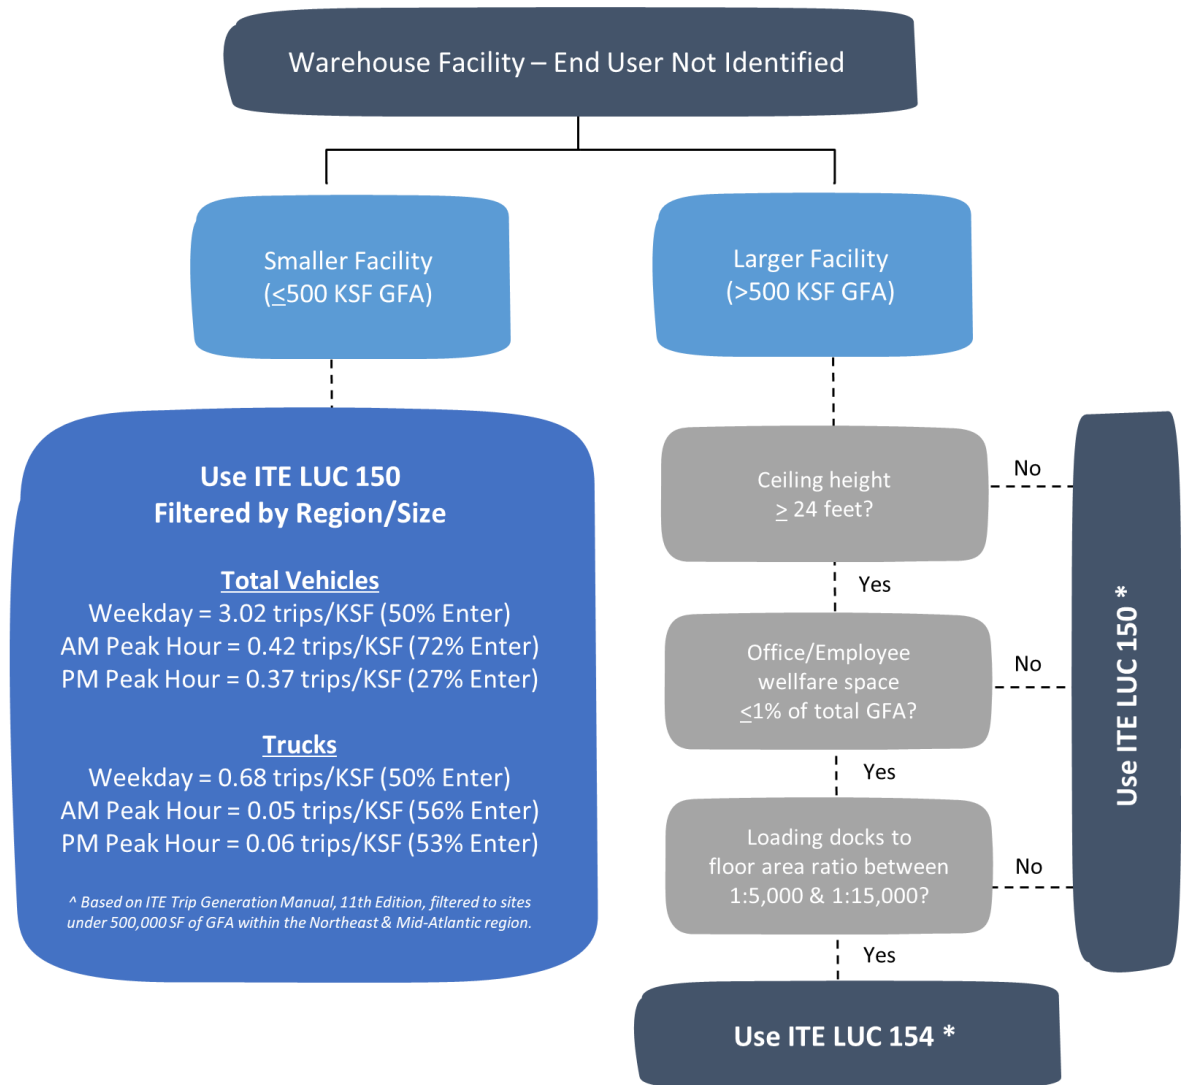 Warehouse Facility – End User Not Identified
Smaller Facility
(≤500 KSF GFA)
Larger Facility
(>500 KSF GFA)
Use ITE LUC 150
Filtered by Region/Size
Total Vehicles
Weekday = 3.02 trips/KSF (50% Enter)
AM Peak Hour = 0.42 trips/KSF (72% Enter)
PM Peak Hour = 0.37 trips/KSF (27% Enter)
Trucks
Weekday = 0.68 trips/KSF (50% Enter)
AM Peak Hour = 0.05 trips/KSF (56% Enter)
PM Peak Hour = 0.06 trips/KSF (53% Enter)
^ Based on ITE Trip Generation Manual, 11th Edition, filtered to sites
under 500,000 SF of GFA within the Northeast & Mid-Atlantic region.
Ceiling height
≥ 24 feet?
No
Yes
Office/Employee
wellfare space
≤1% of total GFA?
No
Yes
Loading docks to
floor area ratio between
1:5,000 & 1:15,000?
No
Yes
Use ITE LUC 150 *
Use ITE LUC 154 *